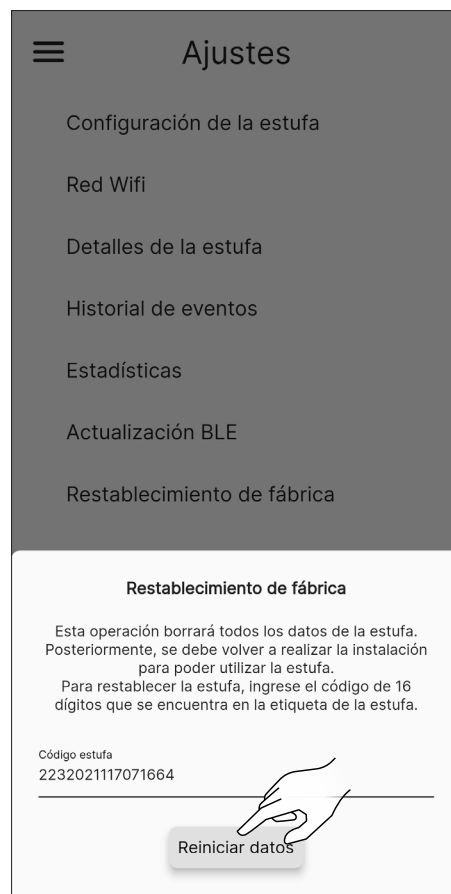 Ajustes
Configuración de la estufa
Red Wifi
Detalles de la estufa
Historial de eventos
Estadísticas
Actualización BLE
Restablecimiento de fábrica
Restablecimiento de fábrica
Esta operación borrará todos los datos de la estufa.
Posteriormente, se debe volver a realizar la instalación
para poder utilizar la estufa.
Para restablecer la estufa, ingrese el código de 16
dígitos que se encuentra en la etiqueta de la estufa.
Código estufa
2232021117071664
Reiniciar datos